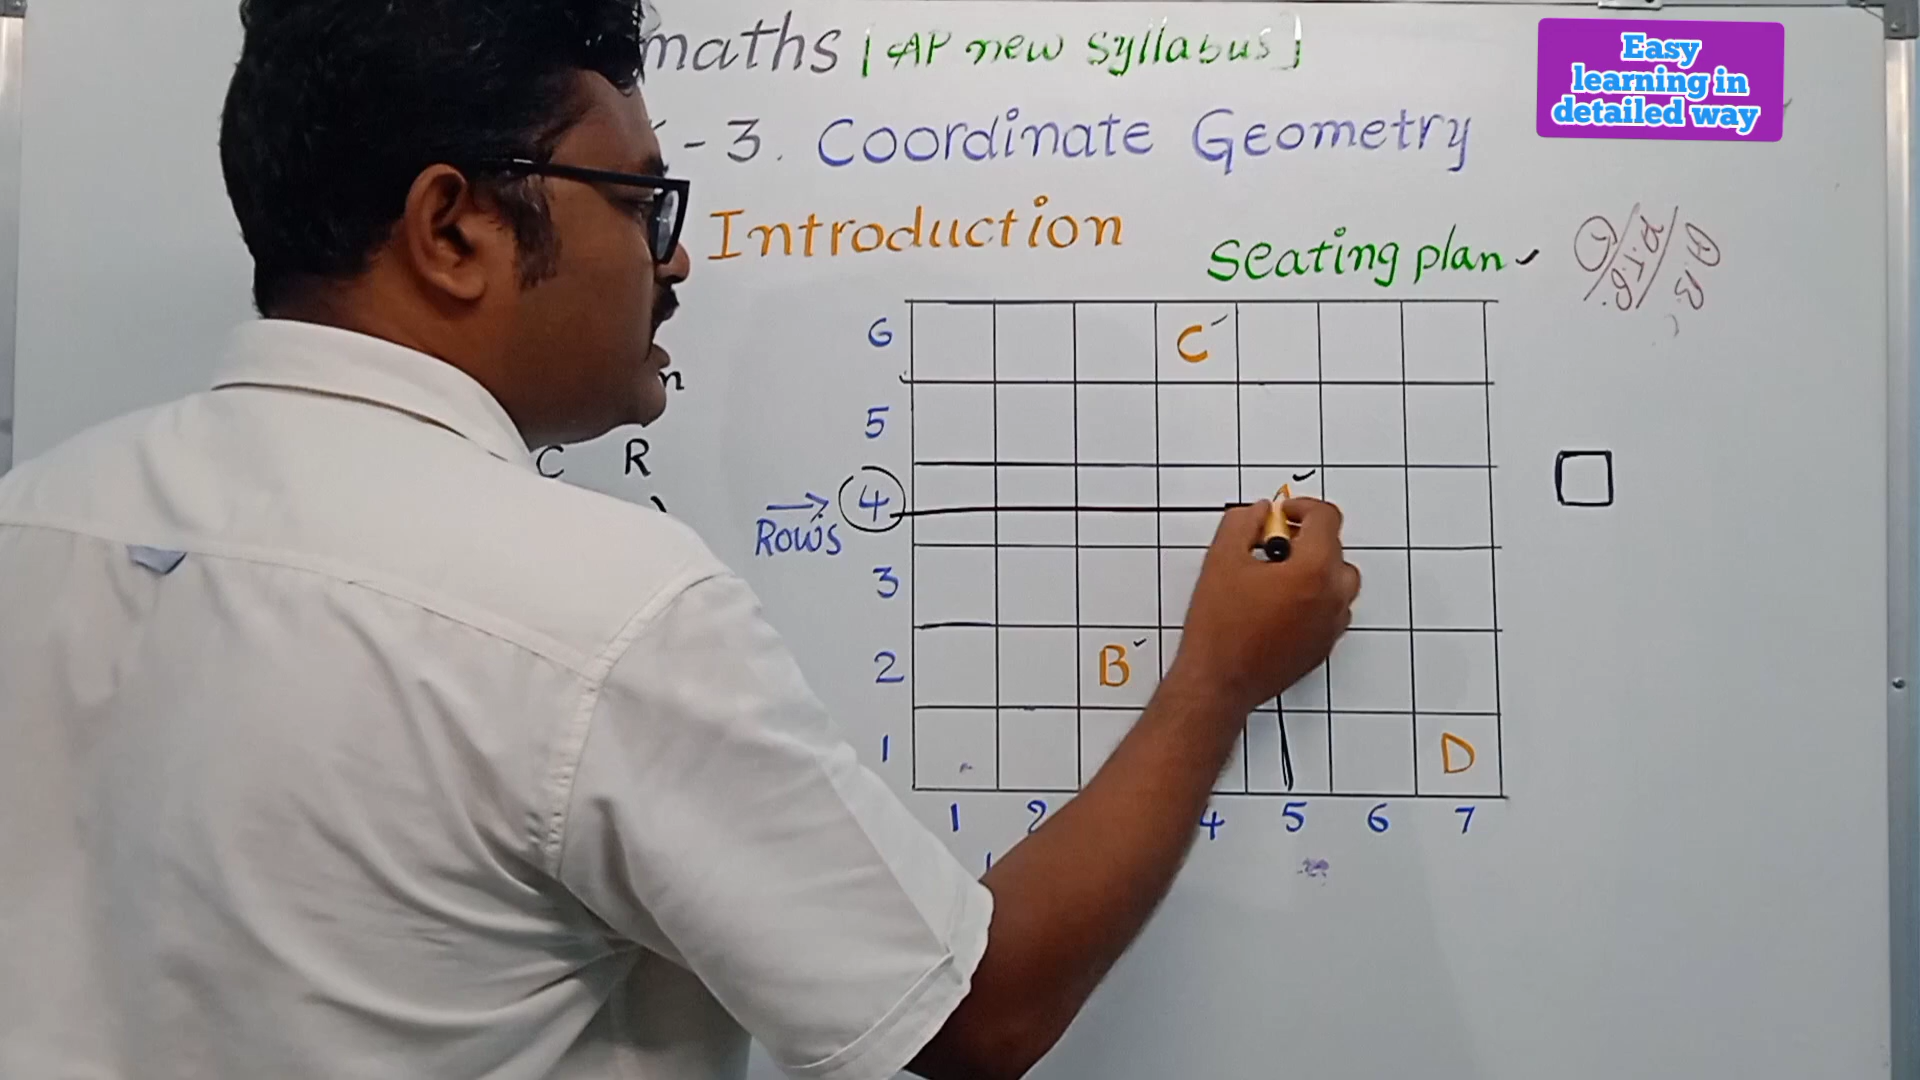 maths [AP new Syllabus]
- 3. Coordinate Geometry
Introduction
Seating plan
Easy
learning in
detailed way
6
C
5
C R
4
Rows
3
2
B
1
D
1 2 4 5 6 7